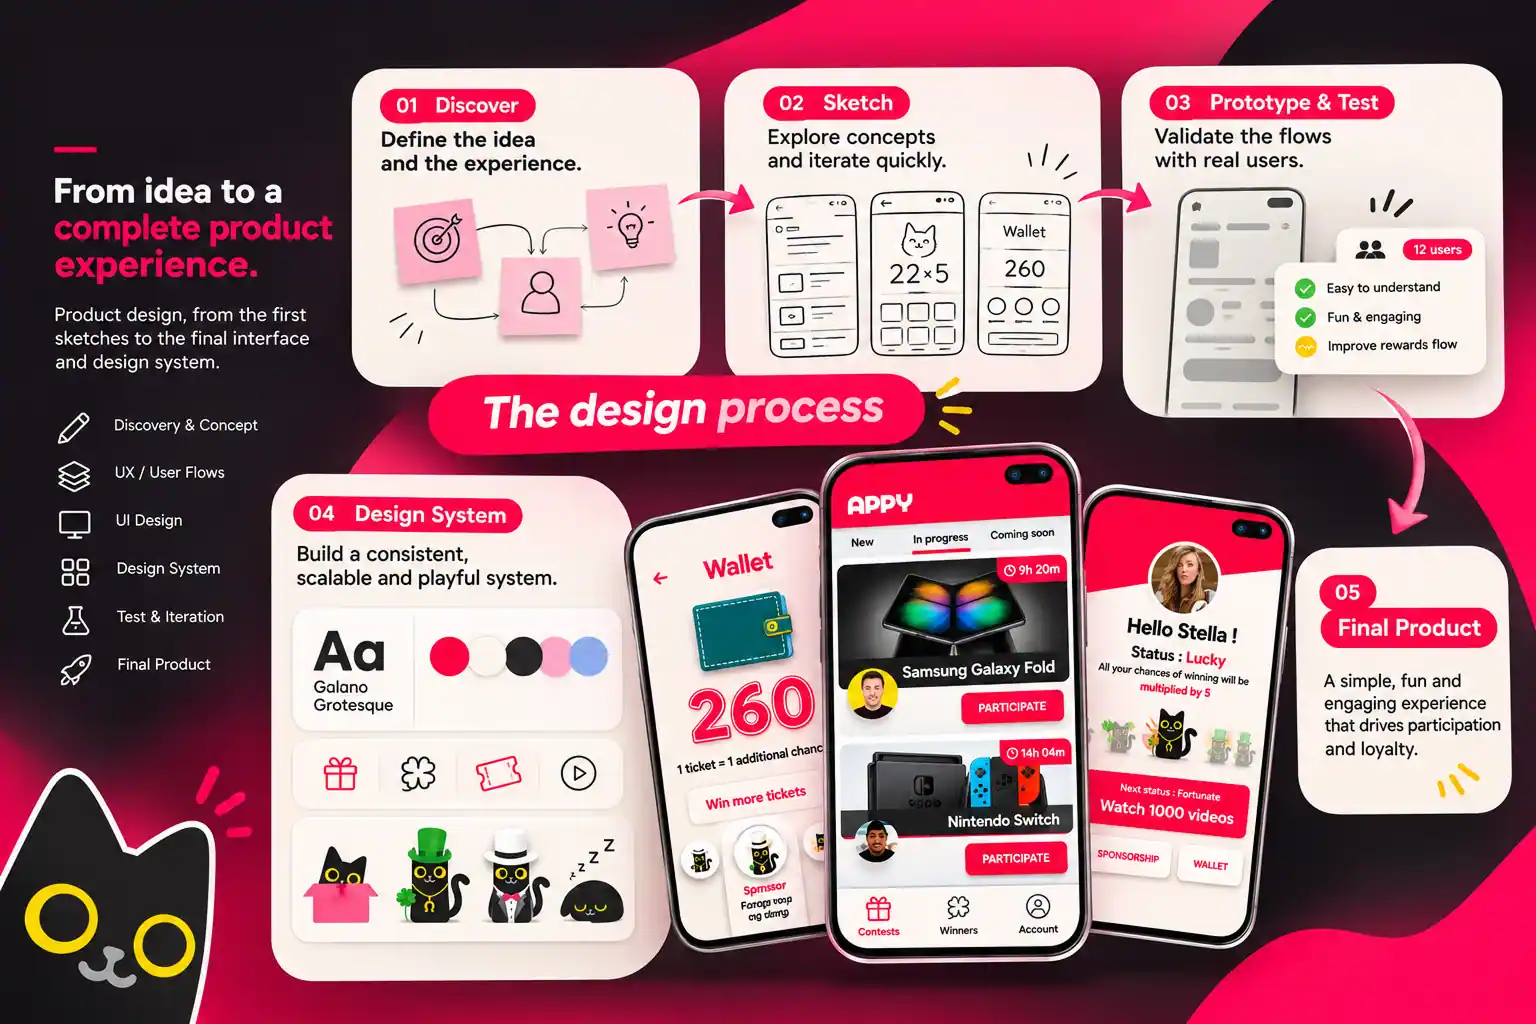 From idea to a
complete product
experience.
Product design, from the first
sketches to the final interface
and design system.
Discovery & Concept
UX / User Flows
UI Design
Design System
Test & Iteration
Final Product
01 Discover
Define the idea
and the experience.
02 Sketch
Explore concepts
and iterate quickly.
22×5
Wallet
260
03 Prototype & Test
Validate the flows
with real users.
12 users
Easy to understand
Fun & engaging
Improve rewards flow
The design process
04 Design System
Build a consistent,
scalable and playful system.
Aa
Galano
Grotesque
z z Z Z
Wallet
260
1 ticket = 1 additional chanc
Win more tickets
APPY
New
In progress
Coming soon
9h 20m
Samsung Galaxy Fold
PARTICIPATE
14h 04m
Nintendo Switch
PARTICIPATE
Contests
Winners
Account
Hello Stella !
Status : Lucky
All your chances of winning will be
multiplied by 5
Next status : Fortunate
Watch 1000 videos
SPONSORSHIP
WALLET
05
Final Product
A simple, fun and
engaging experience
that drives participation
and loyalty.